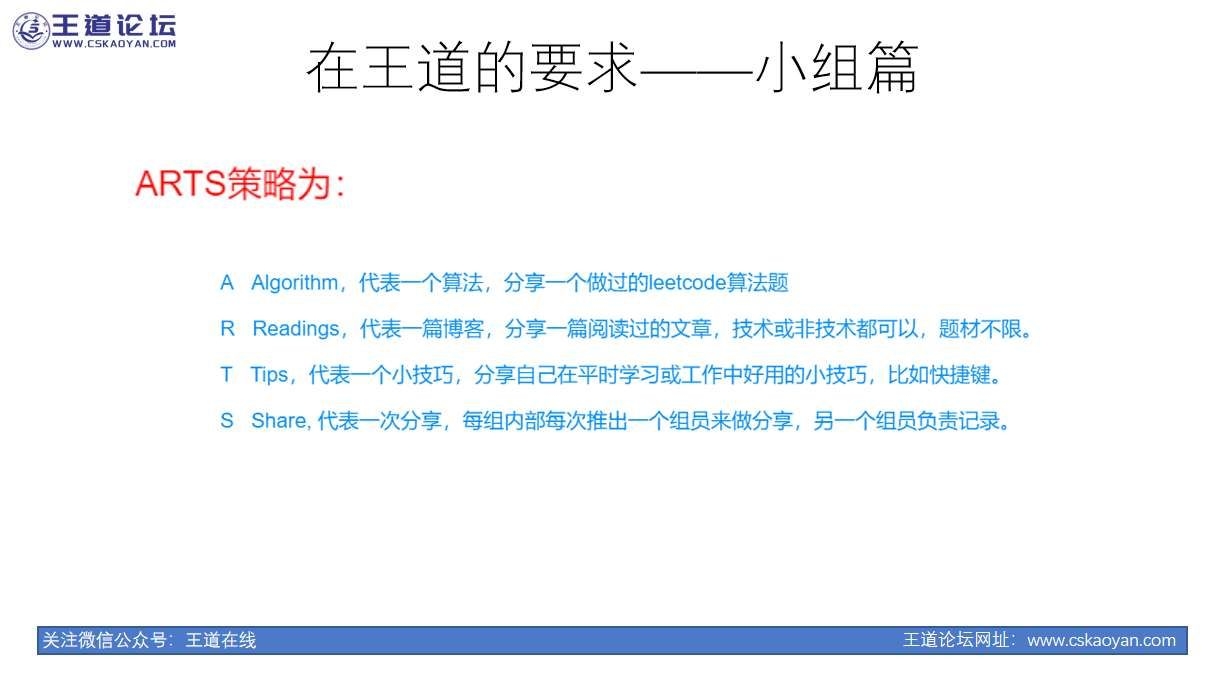 王道论坛
WWW.CSKAOYAN.COM
在王道的要求——小组篇
ARTS策略为：
A Algorithm，代表一个算法，分享一个做过的leetcode算法题
R Readings，代表一篇博客，分享一篇阅读过的文章，技术或非技术都可以，题材不限。
T Tips，代表一个小技巧，分享自己在平时学习或工作中好用的小技巧，比如快捷键。
S Share, 代表一次分享，每组内部每次推出一个组员来做分享，另一个组员负责记录。
关注微信公众号：王道在线
王道论坛网址：www.cskaoyan.com